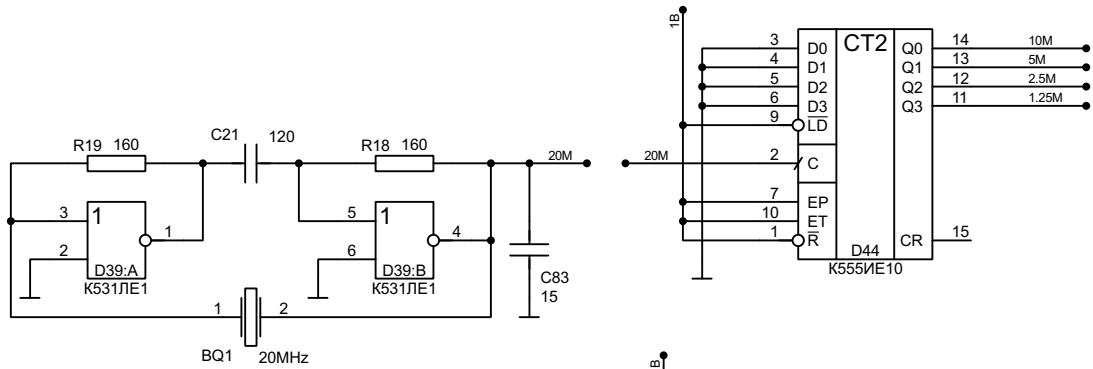 R19 160
C21 120
R18 160
20M
3 1
2
1
D39:A
К531ЛЕ1
5 1
6
4
D39:B
К531ЛЕ1
C83
15
1 2
BQ1 20MHz
1В
20M
CT2
3 D0
4 D1
5 D2
6 D3
9 LD
2 C
7 EP
10 ET
1 R
Q0 14 10M
Q1 13 5M
Q2 12 2.5M
Q3 11 1.25M
CR 15
D44
К555ИЕ10
В